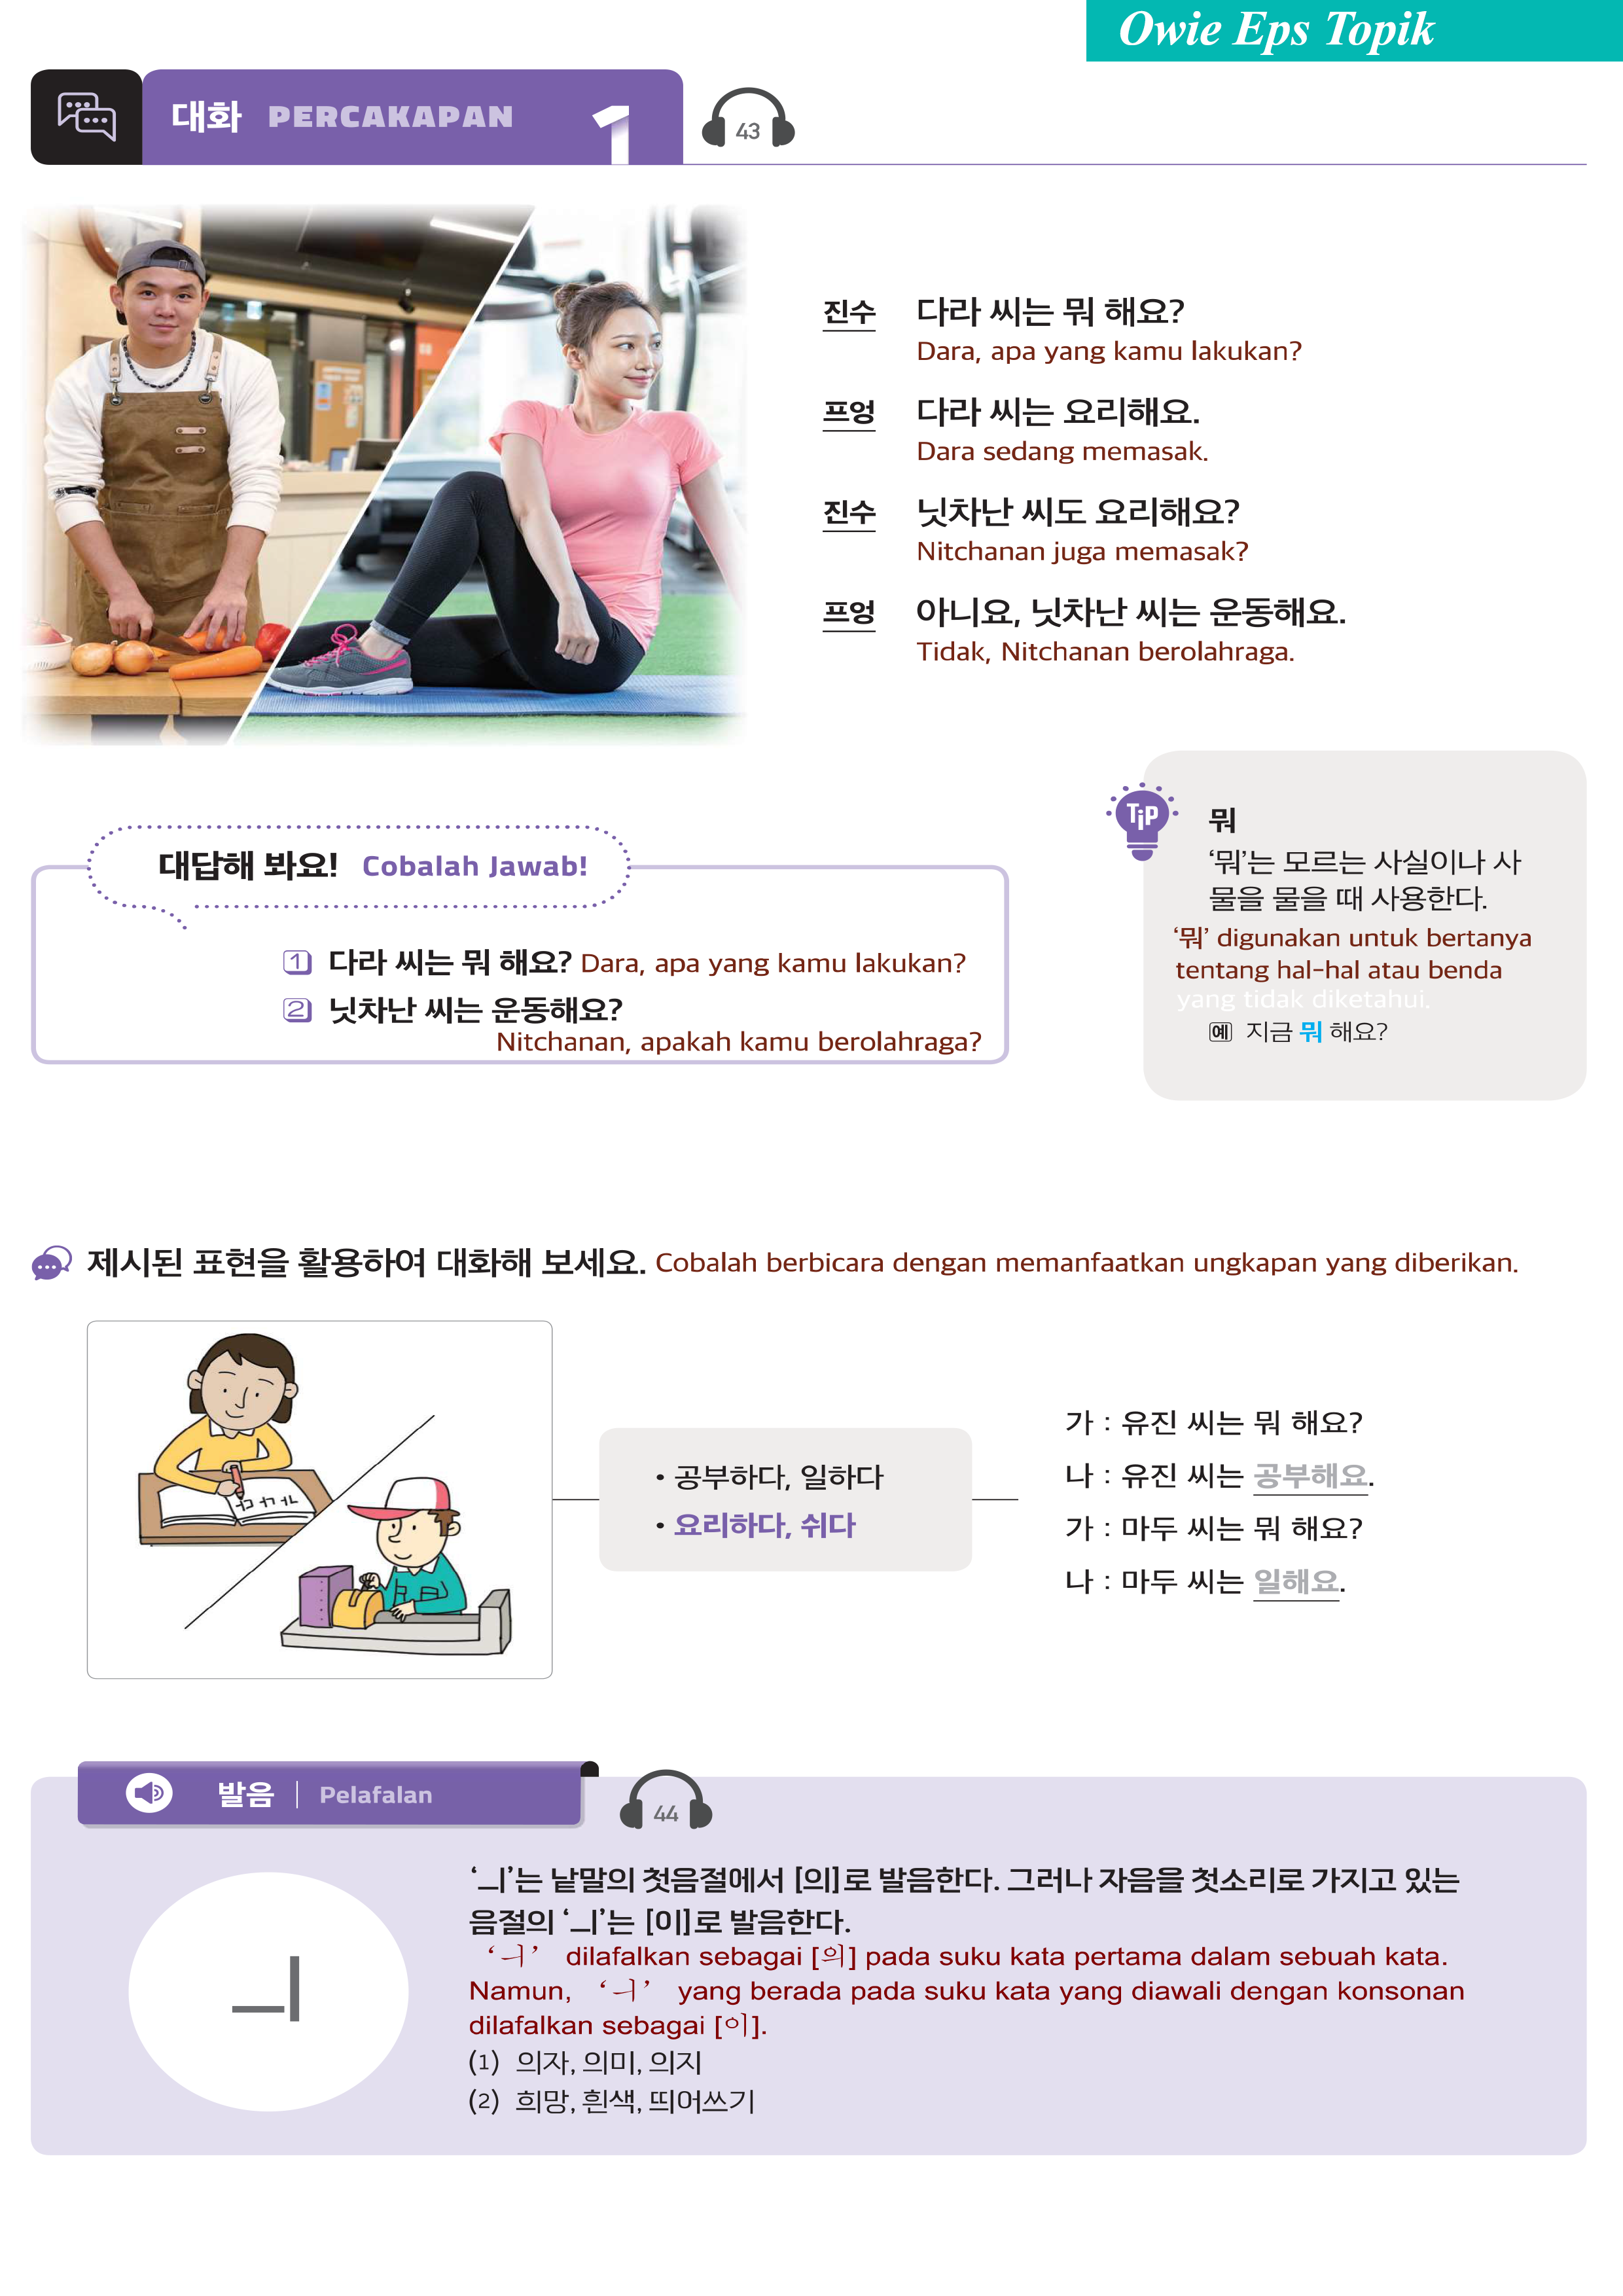 Owie Eps Topik
대화 PERCAKAPAN 1 43
진수 다라 씨는 뭐 해요?
Dara, apa yang kamu lakukan?
프엉 다라 씨는 요리해요.
Dara sedang memasak.
진수 닛차난 씨도 요리해요?
Nitchanan juga memasak?
프엉 아니요, 닛차난 씨는 운동해요.
Tidak, Nitchanan berolahraga.
대답해 봐요! Cobalah Jawab!
1 다라 씨는 뭐 해요? Dara, apa yang kamu lakukan?
2 닛차난 씨는 운동해요?
Nitchanan, apakah kamu berolahraga?
Tip 뭐
‘뭐’는 모르는 사실이나 사
물을 물을 때 사용한다.
‘뭐’ digunakan untuk bertanya
tentang hal-hal atau benda
yang tidak diketahui.
예 지금 뭐 해요?
제시된 표현을 활용하여 대화해 보세요. Cobalah berbicara dengan memanfaatkan ungkapan yang diberikan.
• 공부하다, 일하다
• 요리하다, 쉬다
가 : 유진 씨는 뭐 해요?
나 : 유진 씨는 공부해요.
가 : 마두 씨는 뭐 해요?
나 : 마두 씨는 일해요.
발음 | Pelafalan 44
ㅢ
‘ㅢ’는 낱말의 첫음절에서 [의]로 발음한다. 그러나 자음을 첫소리로 가지고 있는
음절의 ‘ㅢ’는 [이]로 발음한다.
‘ㅢ’ dilafalkan sebagai [의] pada suku kata pertama dalam sebuah kata.
Namun, ‘ㅢ’ yang berada pada suku kata yang diawali dengan konsonan
dilafalkan sebagai [이].
(1) 의자, 의미, 의지
(2) 희망, 흰색, 띄어쓰기